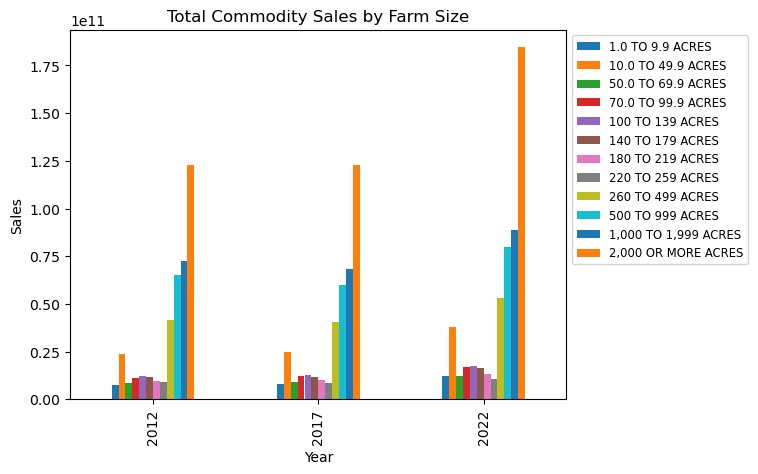 Total Commodity Sales by Farm Size
1e11
1.75
1.50
1.25
1.00
0.75
0.50
0.25
0.00
Sales
2012
2017
2022
Year
1.0 TO 9.9 ACRES
10.0 TO 49.9 ACRES
50.0 TO 69.9 ACRES
70.0 TO 99.9 ACRES
100 TO 139 ACRES
140 TO 179 ACRES
180 TO 219 ACRES
220 TO 259 ACRES
260 TO 499 ACRES
500 TO 999 ACRES
1,000 TO 1,999 ACRES
2,000 OR MORE ACRES